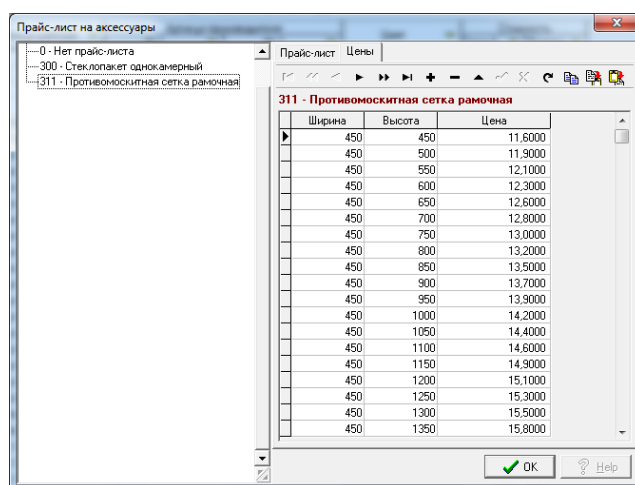 Прайс-лист на аксессуары
0 - Нет прайс-листа
300 - Стеклопакет однокамерный
311 - Противомоскитная сетка рамочная
Прайс-лист Цены
311 - Противомоскитная сетка рамочная
Ширина Высота Цена
450 450 11,6000
450 500 11,9000
450 550 12,1000
450 600 12,3000
450 650 12,6000
450 700 12,8000
450 750 13,0000
450 800 13,2000
450 850 13,5000
450 900 13,7000
450 950 13,9000
450 1000 14,2000
450 1050 14,4000
450 1100 14,6000
450 1150 14,9000
450 1200 15,1000
450 1250 15,3000
450 1300 15,5000
450 1350 15,8000
OK Help